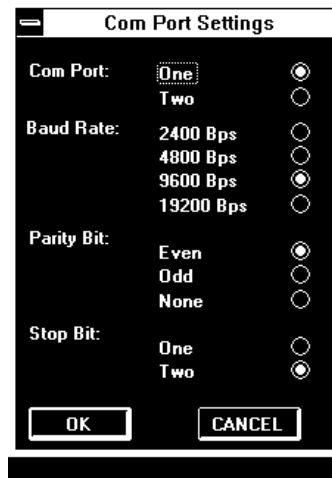 Com Port Settings
Com Port: One
Two
Baud Rate: 2400 Bps
4800 Bps
9600 Bps
19200 Bps
Parity Bit: Even
Odd
None
Stop Bit: One
Two
OK CANCEL